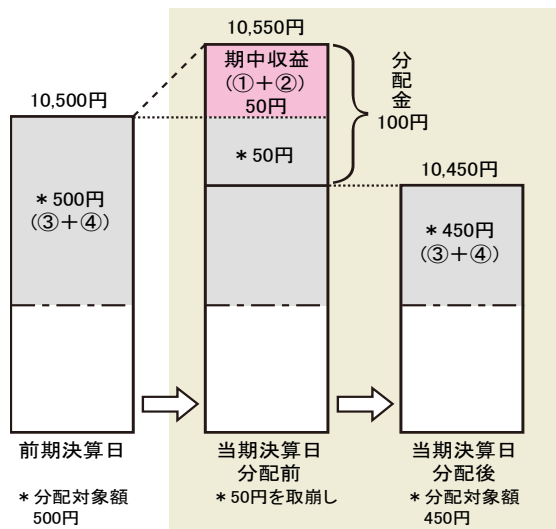 10,500円
＊500円
（③＋④）
前期決算日
＊分配対象額
500円
10,550円
期中収益
（①＋②）
50円
＊50円
分配金
100円
当期決算日
分配前
＊50円を取崩し
10,450円
＊450円
（③＋④）
当期決算日
分配後
＊分配対象額
450円